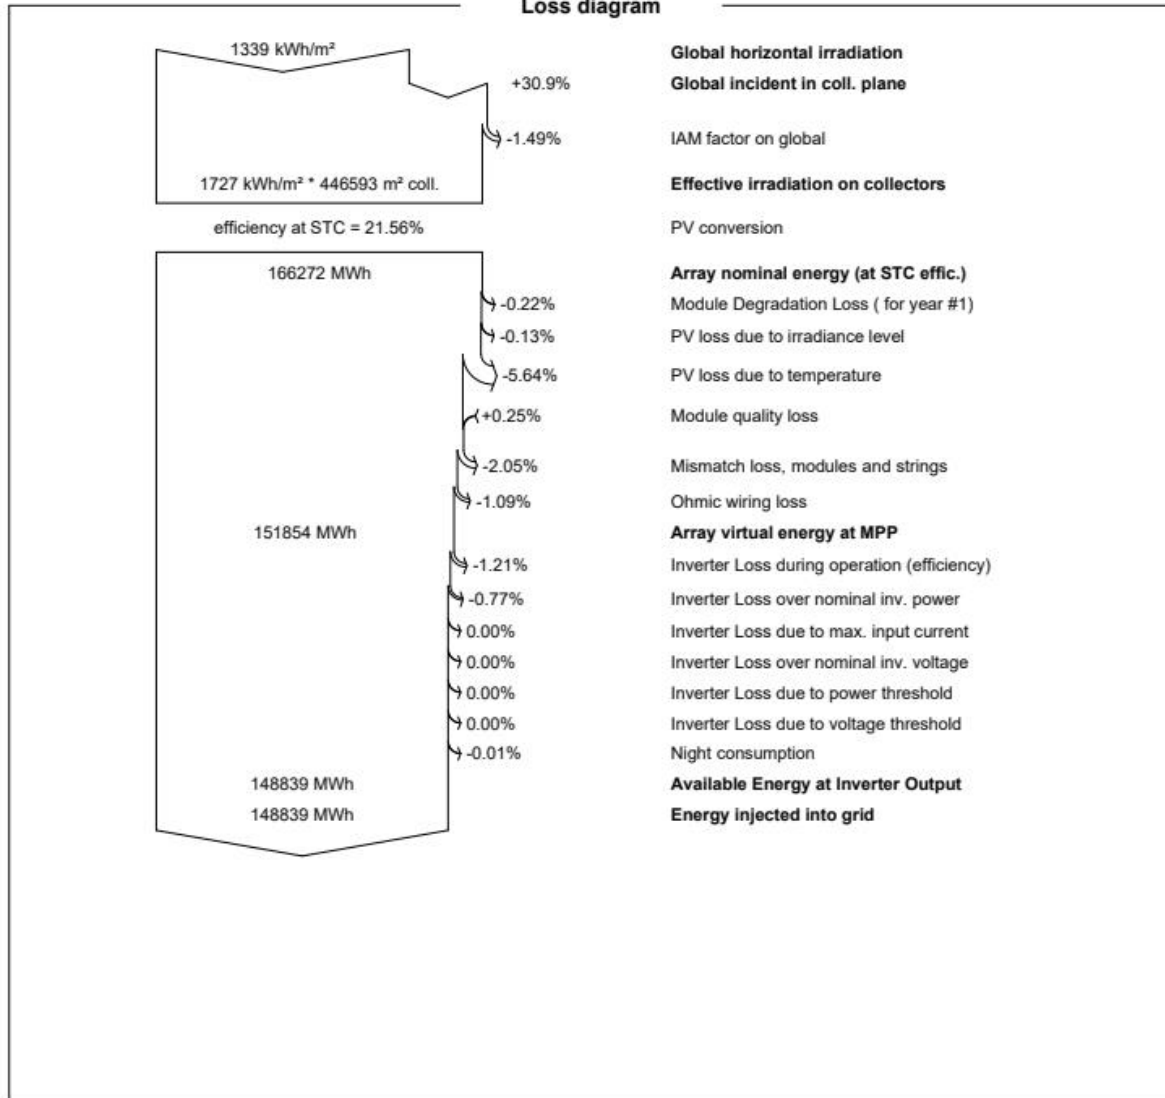 Loss diagram
1339 kWh/m² Global horizontal irradiation
+30.9% Global incident in coll. plane
-1.49% IAM factor on global
1727 kWh/m² * 446593 m² coll. Effective irradiation on collectors
efficiency at STC = 21.56% PV conversion
166272 MWh Array nominal energy (at STC effic.)
-0.22% Module Degradation Loss ( for year #1)
-0.13% PV loss due to irradiance level
-5.64% PV loss due to temperature
+0.25% Module quality loss
-2.05% Mismatch loss, modules and strings
-1.09% Ohmic wiring loss
151854 MWh Array virtual energy at MPP
-1.21% Inverter Loss during operation (efficiency)
-0.77% Inverter Loss over nominal inv. power
0.00% Inverter Loss due to max. input current
0.00% Inverter Loss over nominal inv. voltage
0.00% Inverter Loss due to power threshold
0.00% Inverter Loss due to voltage threshold
-0.01% Night consumption
148839 MWh Available Energy at Inverter Output
148839 MWh Energy injected into grid